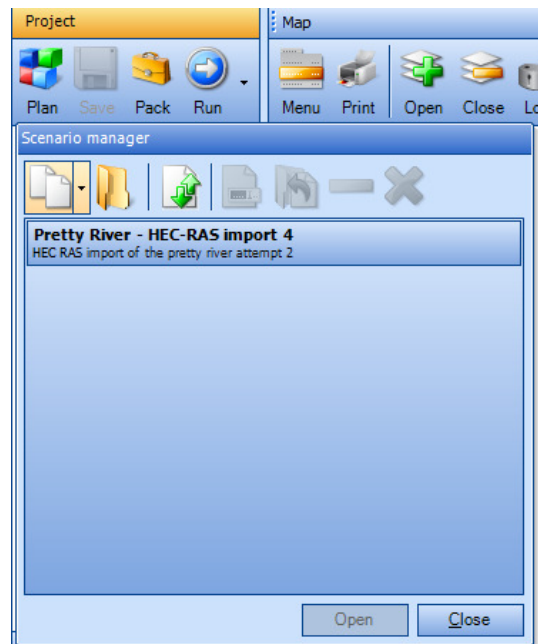 Project
Map
Plan Save Pack Run
Menu Print Open Close
Scenario manager
Pretty River - HEC-RAS import 4
HEC RAS import of the pretty river attempt 2
Open Close